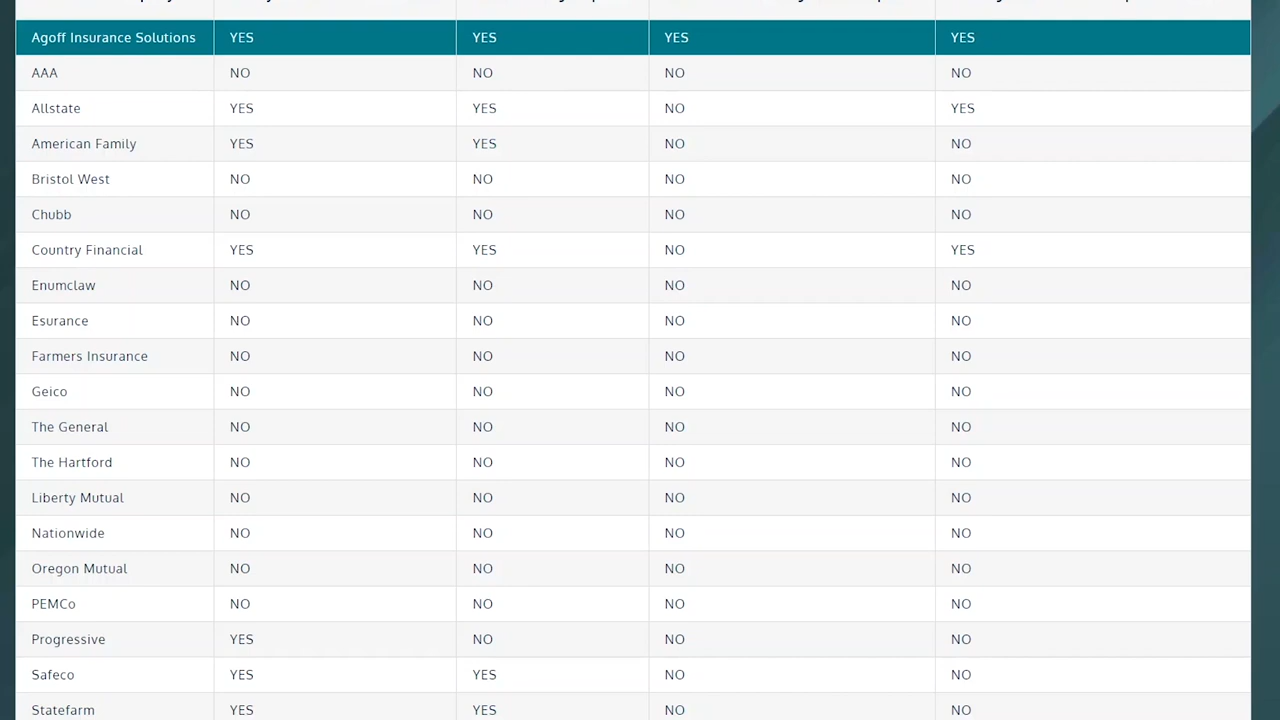 Agoff Insurance Solutions YES YES YES YES
AAA NO NO NO NO
Allstate YES YES NO YES
American Family YES YES NO NO
Bristol West NO NO NO NO
Chubb NO NO NO NO
Country Financial YES YES NO YES
Enumclaw NO NO NO NO
Esurance NO NO NO NO
Farmers Insurance NO NO NO NO
Geico NO NO NO NO
The General NO NO NO NO
The Hartford NO NO NO NO
Liberty Mutual NO NO NO NO
Nationwide NO NO NO NO
Oregon Mutual NO NO NO NO
PEMCo NO NO NO NO
Progressive YES NO NO NO
Safeco YES YES NO NO
Statefarm YES YES NO NO